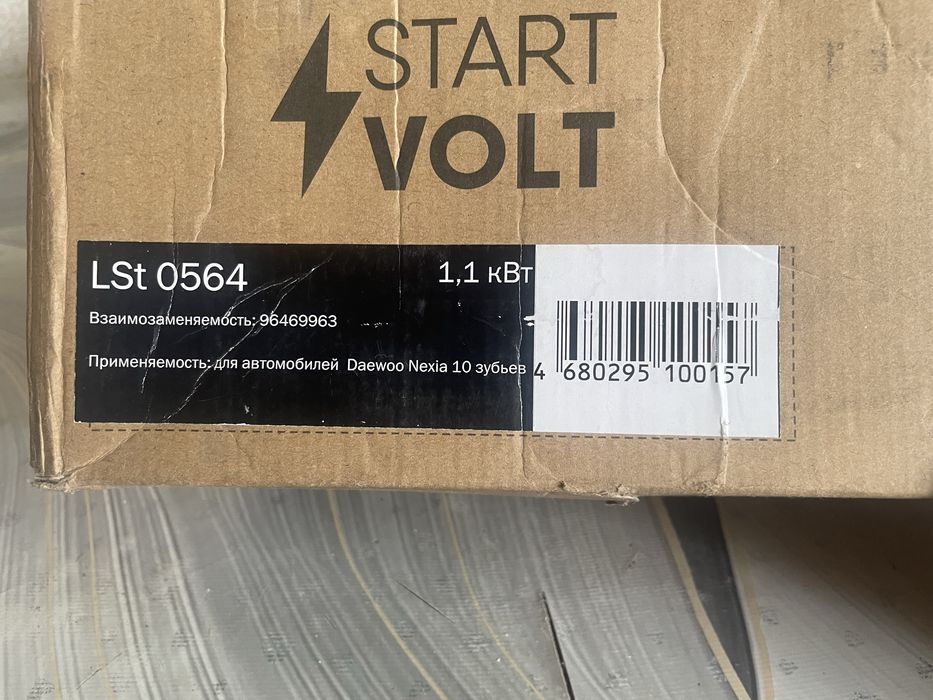 START
VOLT
LSt 0564
1,1 кВт
Взаимозаменяемость: 96469963
Применяемость: для автомобилей Daewoo Nexia 10 зубьев
4 680295 100157